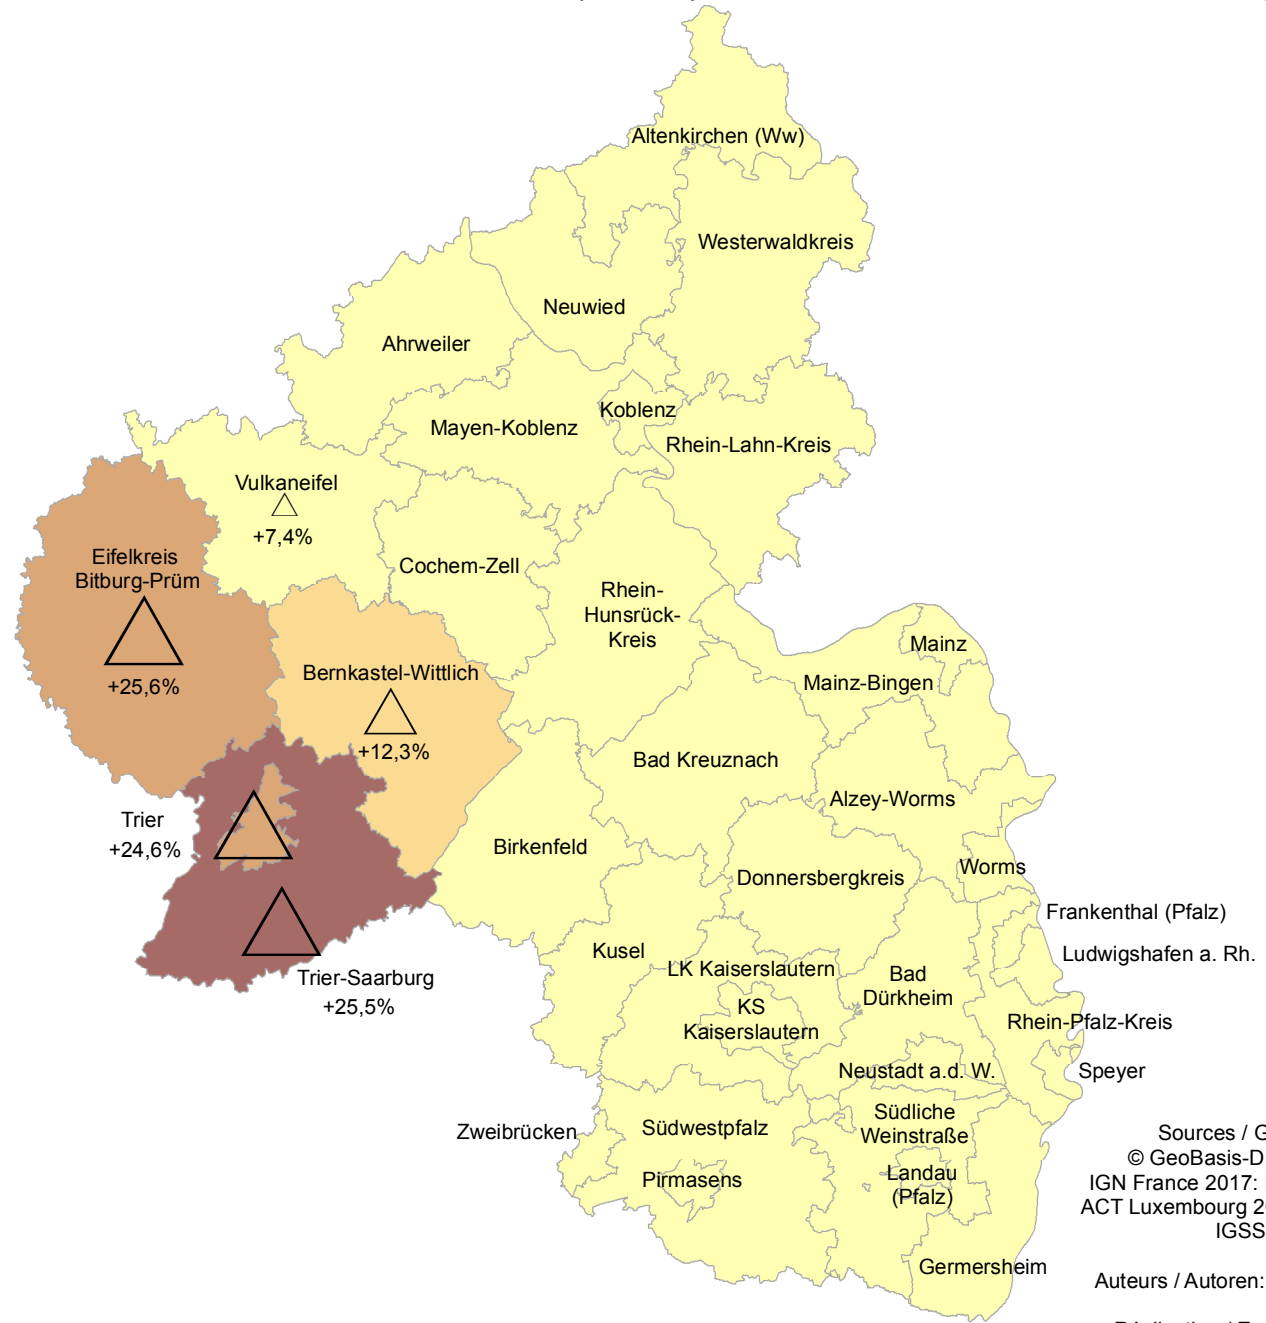 Altenkirchen (Ww)
Westerwaldkreis
Neuwied
Ahrweiler
Koblenz
Mayen-Koblenz
Rhein-Lahn-Kreis
Vulkaneifel
+7,4%
Eifelkreis
Bitburg-Prüm
+25,6%
Cochem-Zell
Rhein-
Hunsrück-
Kreis
Mainz
Bernkastel-Wittlich
+12,3%
Mainz-Bingen
Bad Kreuznach
Alzey-Worms
Trier
+24,6%
Birkenfeld
Worms
Donnersbergkreis
Frankenthal (Pfalz)
Kusel
Ludwigshafen a. Rh.
LK Kaiserslautern
Trier-Saarburg
+25,5%
Bad
Dürkheim
KS
Kaiserslautern
Rhein-Pfalz-Kreis
Neustadt a.d. W.
Speyer
Südliche
Weinstraße
Zweibrücken
Südwestpfalz
Landau
(Pfalz)
Pirmasens
Germersheim
Sources / G
© GeoBasis-D
IGN France 2017:
ACT Luxembourg 20
IGSS
Auteurs / Autoren: